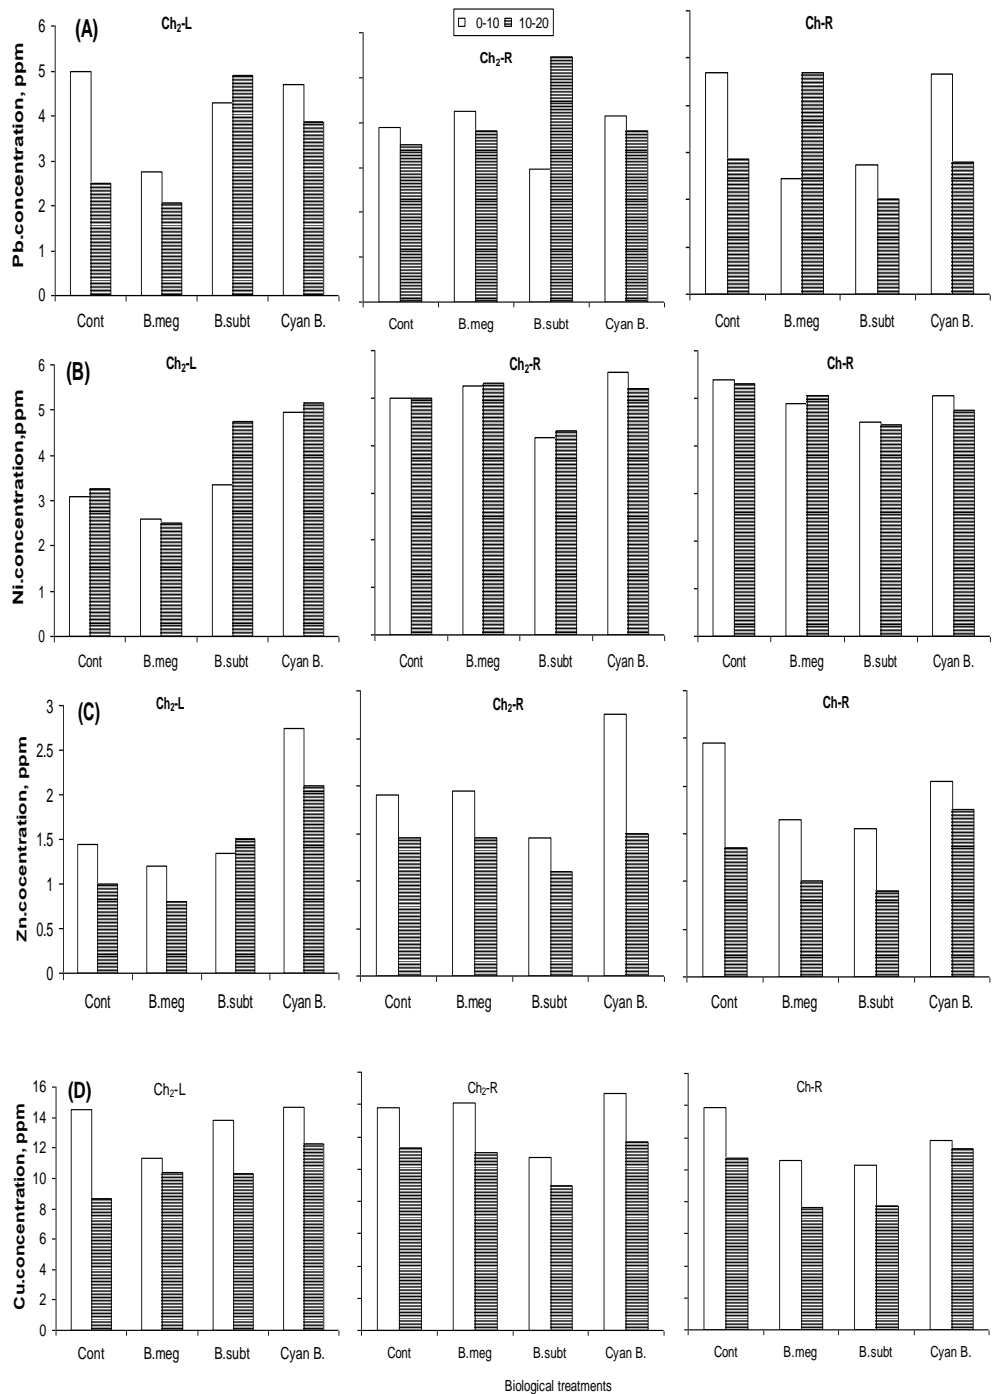 (A)
Ch2-L
0-10 10-20
Ch2-R
Ch-R
Pb.concentration, ppm
6
5
4
3
2
1
0
Cont B.meg B.subt Cyan B.
Cont B.meg B.subt Cyan B.
Cont B.meg B.subt Cyan B.
(B)
Ch2-L
Ch2-R
Ch-R
Ni.concentration,ppm
6
5
4
3
2
1
0
Cont B.meg B.subt Cyan B.
Cont B.meg B.subt Cyan B.
Cont B.meg B.subt Cyan B.
(C)
Ch2-L
Ch2-R
Ch-R
Zn.cocentration, ppm
3
2.5
2
1.5
1
0.5
0
Cont B.meg B.subt Cyan B.
Cont B.meg B.subt Cyan B.
Cont B.meg B.subt Cyan B.
(D)
Ch2-L
Ch2-R
Ch-R
Cu.concentration, ppm
16
14
12
10
8
6
4
2
0
Cont B.meg B.subt Cyan B.
Cont B.meg B.subt Cyan B.
Cont B.meg B.subt Cyan B.
Biological treatments